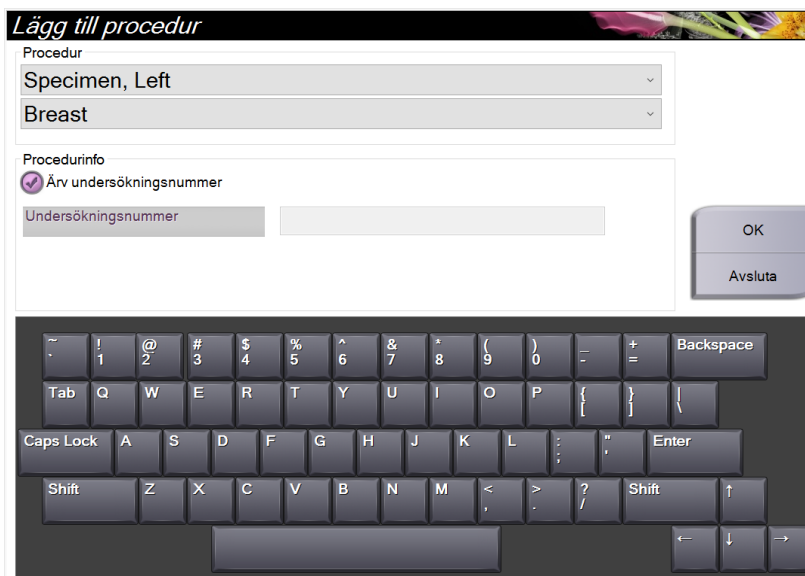 Lägg till procedur
Procedur
Specimen, Left
Breast
Procedurinfo
Ärv undersökningsnummer
Undersökningsnummer
OK
Avsluta
~ ! @ # $ % ^ & * ( ) _ + Backspace
` 1 2 3 4 5 6 7 8 9 0 - =
Tab Q W E R T Y U I O P { } |
[ ] \
Caps Lock A S D F G H J K L : " Enter
; '
Shift Z X C V B N M < > ? Shift ↑
, . /
← ↓ →